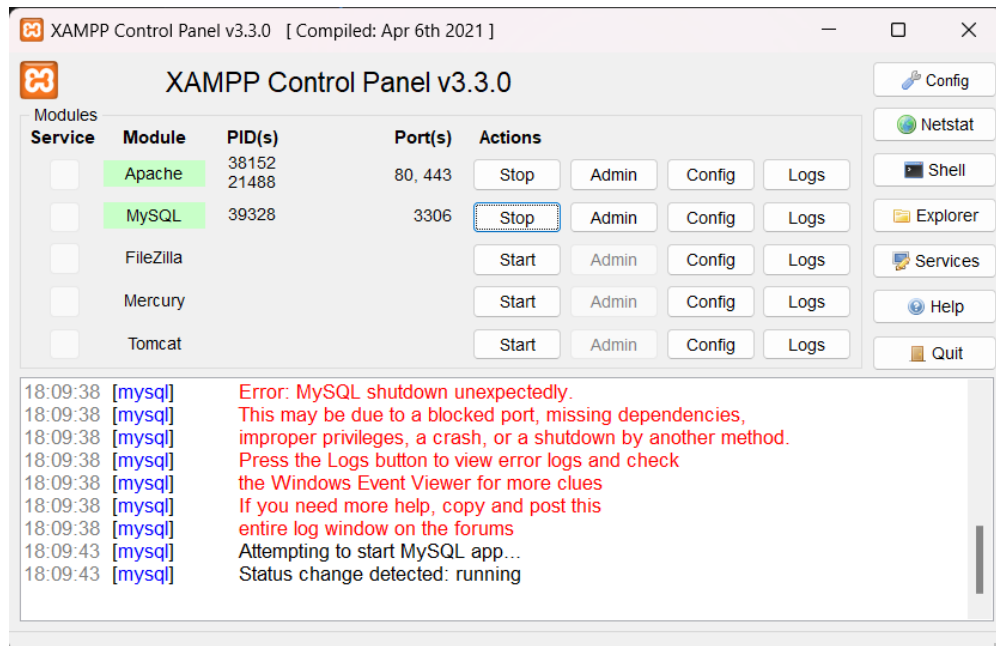 XAMPP Control Panel v3.3.0 [ Compiled: Apr 6th 2021 ]
XAMPP Control Panel v3.3.0
Config
Modules
Service Module PID(s) Port(s) Actions
Netstat
Apache 38152 21488 80, 443 Stop Admin Config Logs
Shell
MySQL 39328 3306 Stop Admin Config Logs
Explorer
FileZilla Start Admin Config Logs
Services
Mercury Start Admin Config Logs
Help
Tomcat Start Admin Config Logs
Quit
18:09:38 [mysql] Error: MySQL shutdown unexpectedly.
18:09:38 [mysql] This may be due to a blocked port, missing dependencies,
18:09:38 [mysql] improper privileges, a crash, or a shutdown by another method.
18:09:38 [mysql] Press the Logs button to view error logs and check
18:09:38 [mysql] the Windows Event Viewer for more clues
18:09:38 [mysql] If you need more help, copy and post this
18:09:38 [mysql] entire log window on the forums
18:09:43 [mysql] Attempting to start MySQL app...
18:09:43 [mysql] Status change detected: running